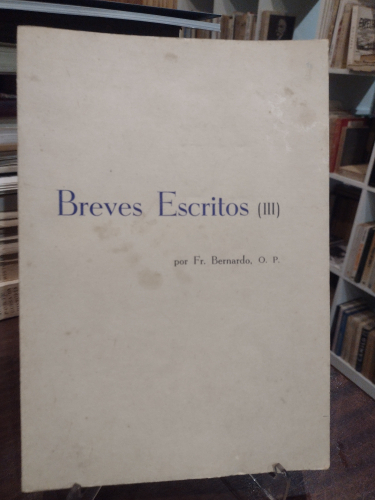 Breves Escritos (III)
por Fr. Bernardo, O. P.